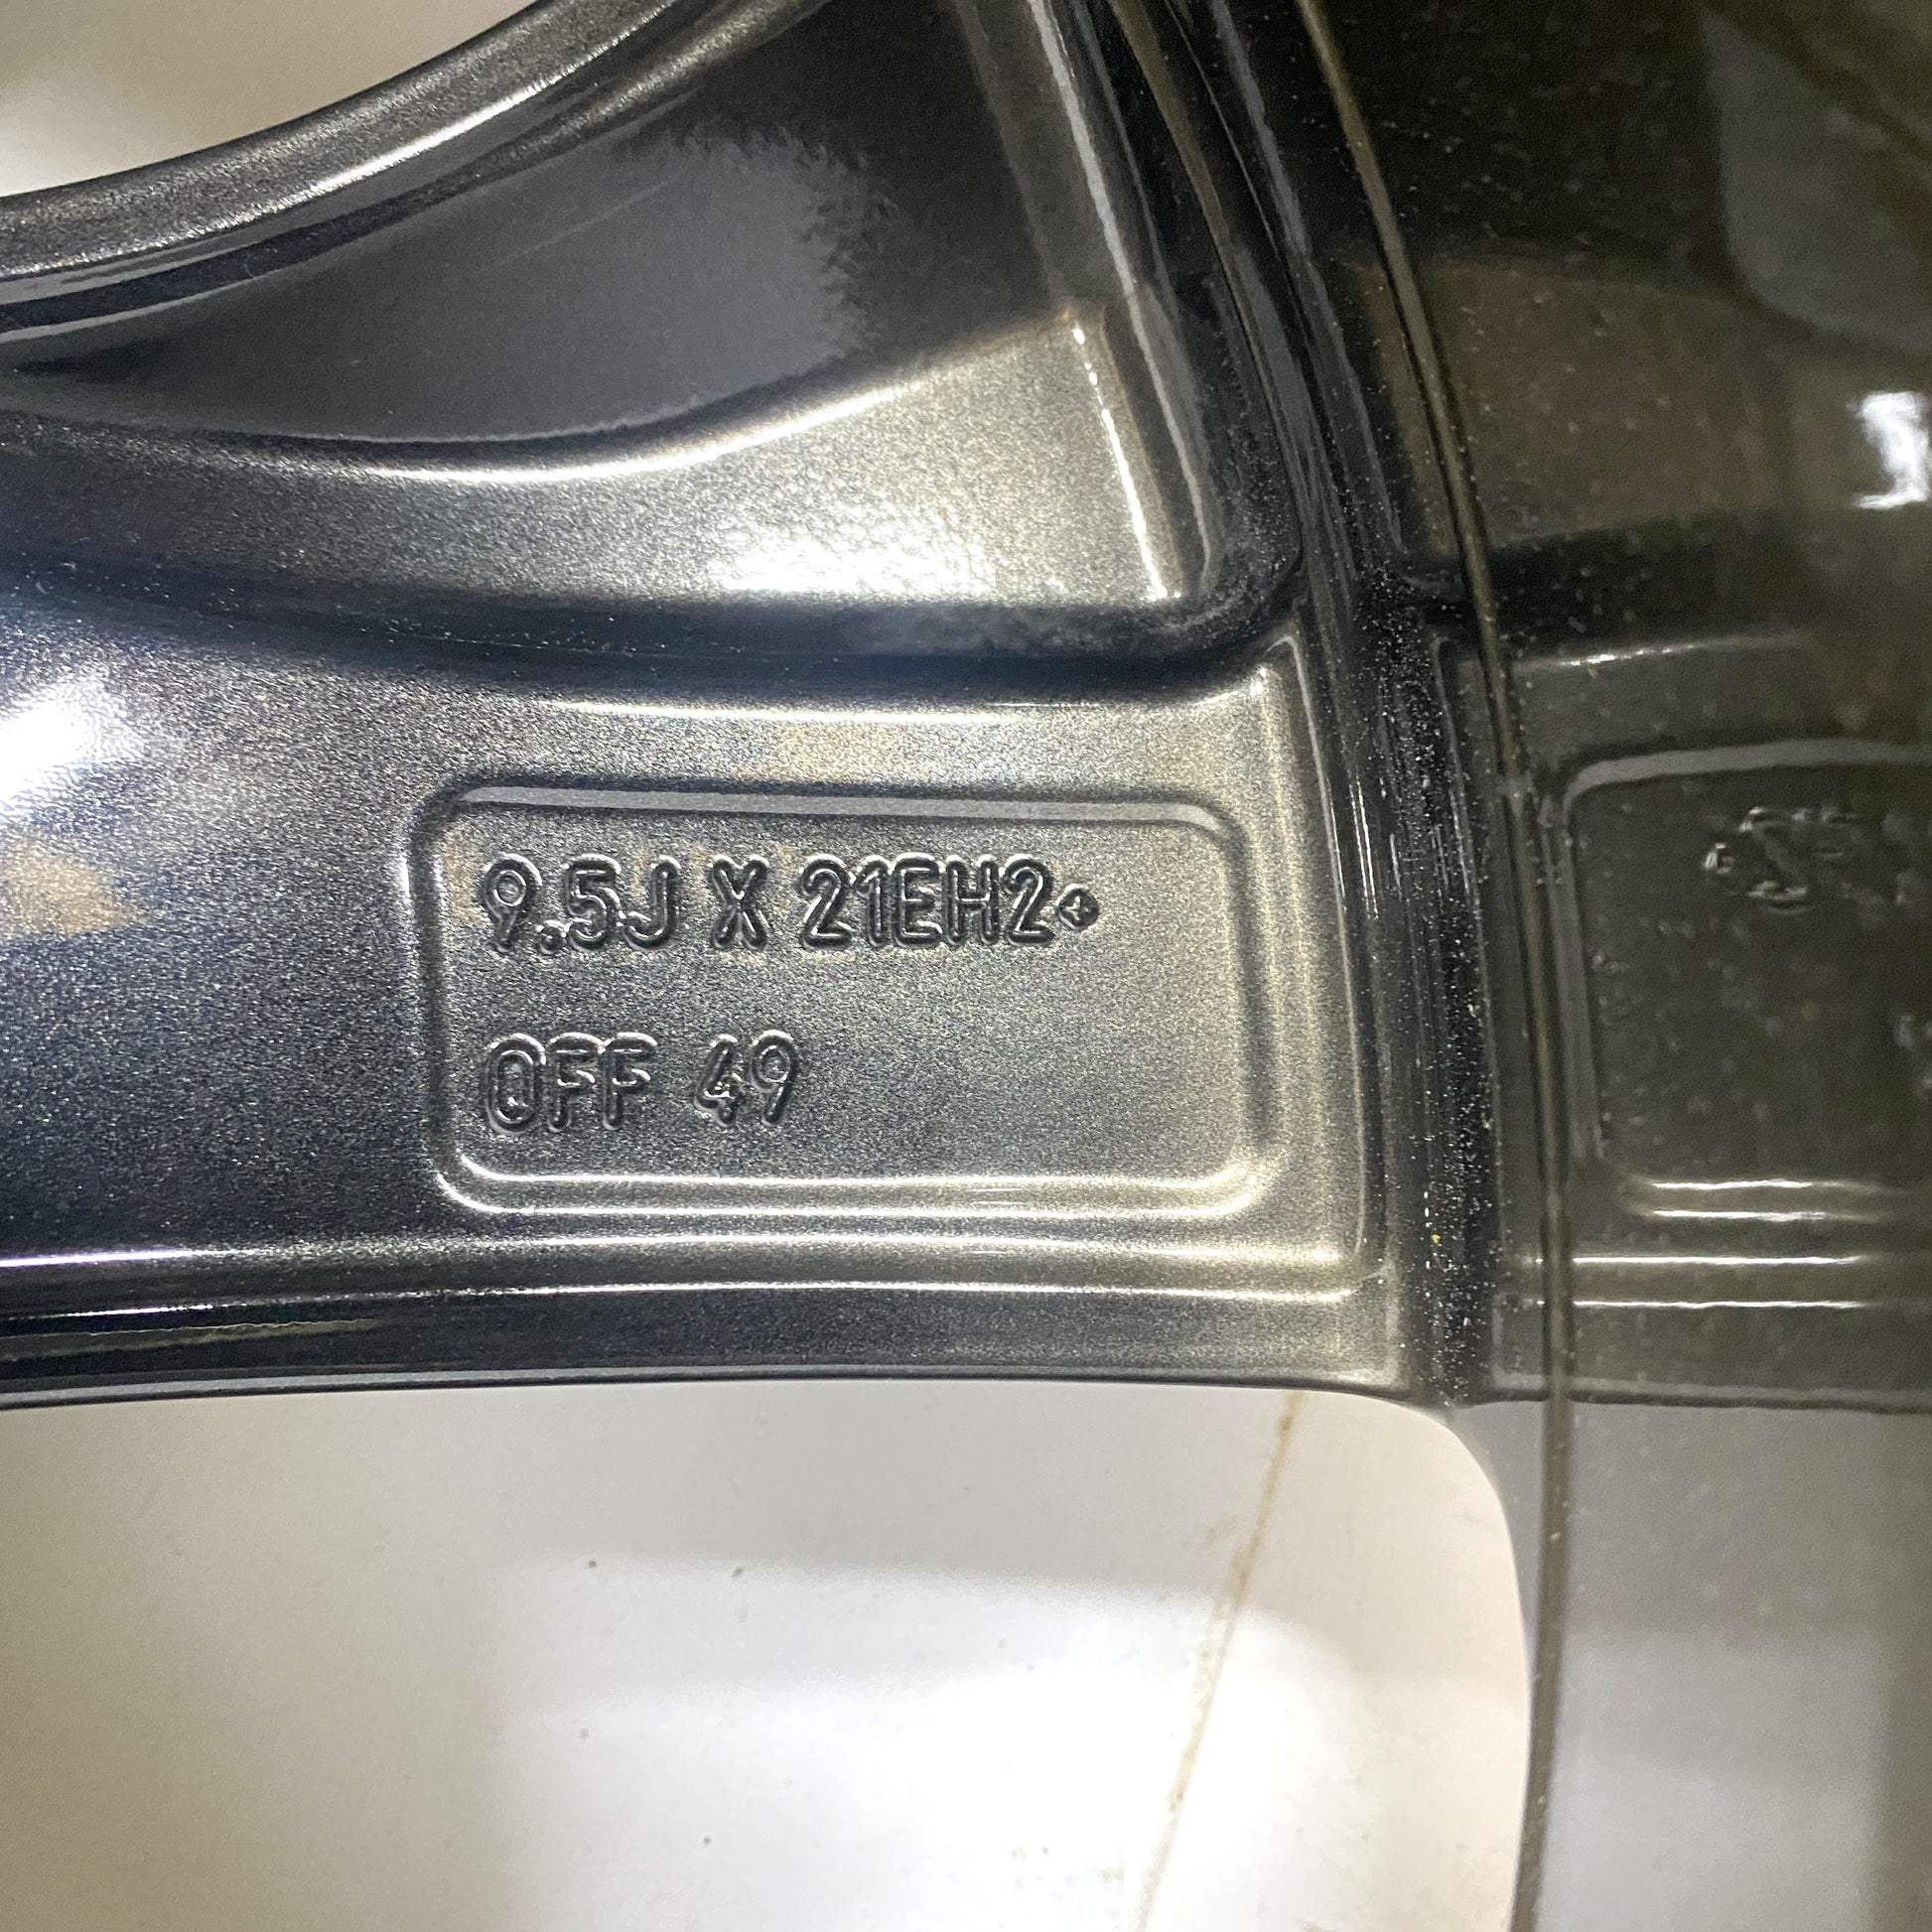 9.5J X 21EH2+
OFF 49